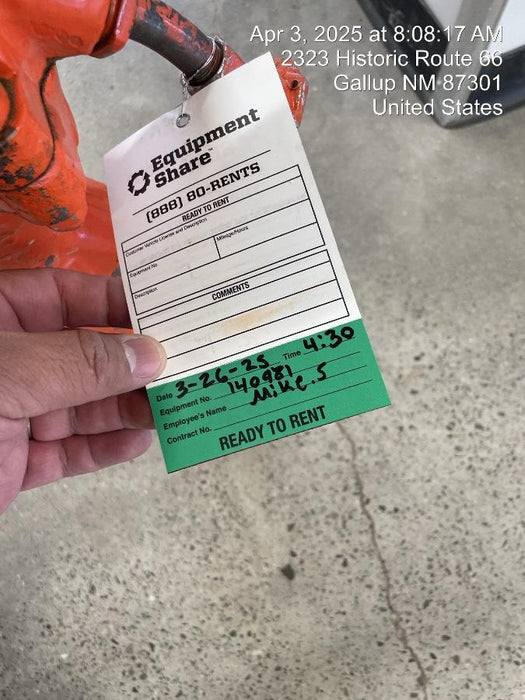 Apr 3, 2025 at 8:08:17 AM
2323 Historic Route 66
Gallup NM 87301
United States
Equipment
Share
(888) 80-RENTS
READY TO RENT
Customer Vehicle License and Description
Equipment No. Mileage/Hours
Description
COMMENTS
Date 3-26-25 Time 4:30
Equipment No. 140981
Employee's Name Mike.S
Contract No.
READY TO RENT